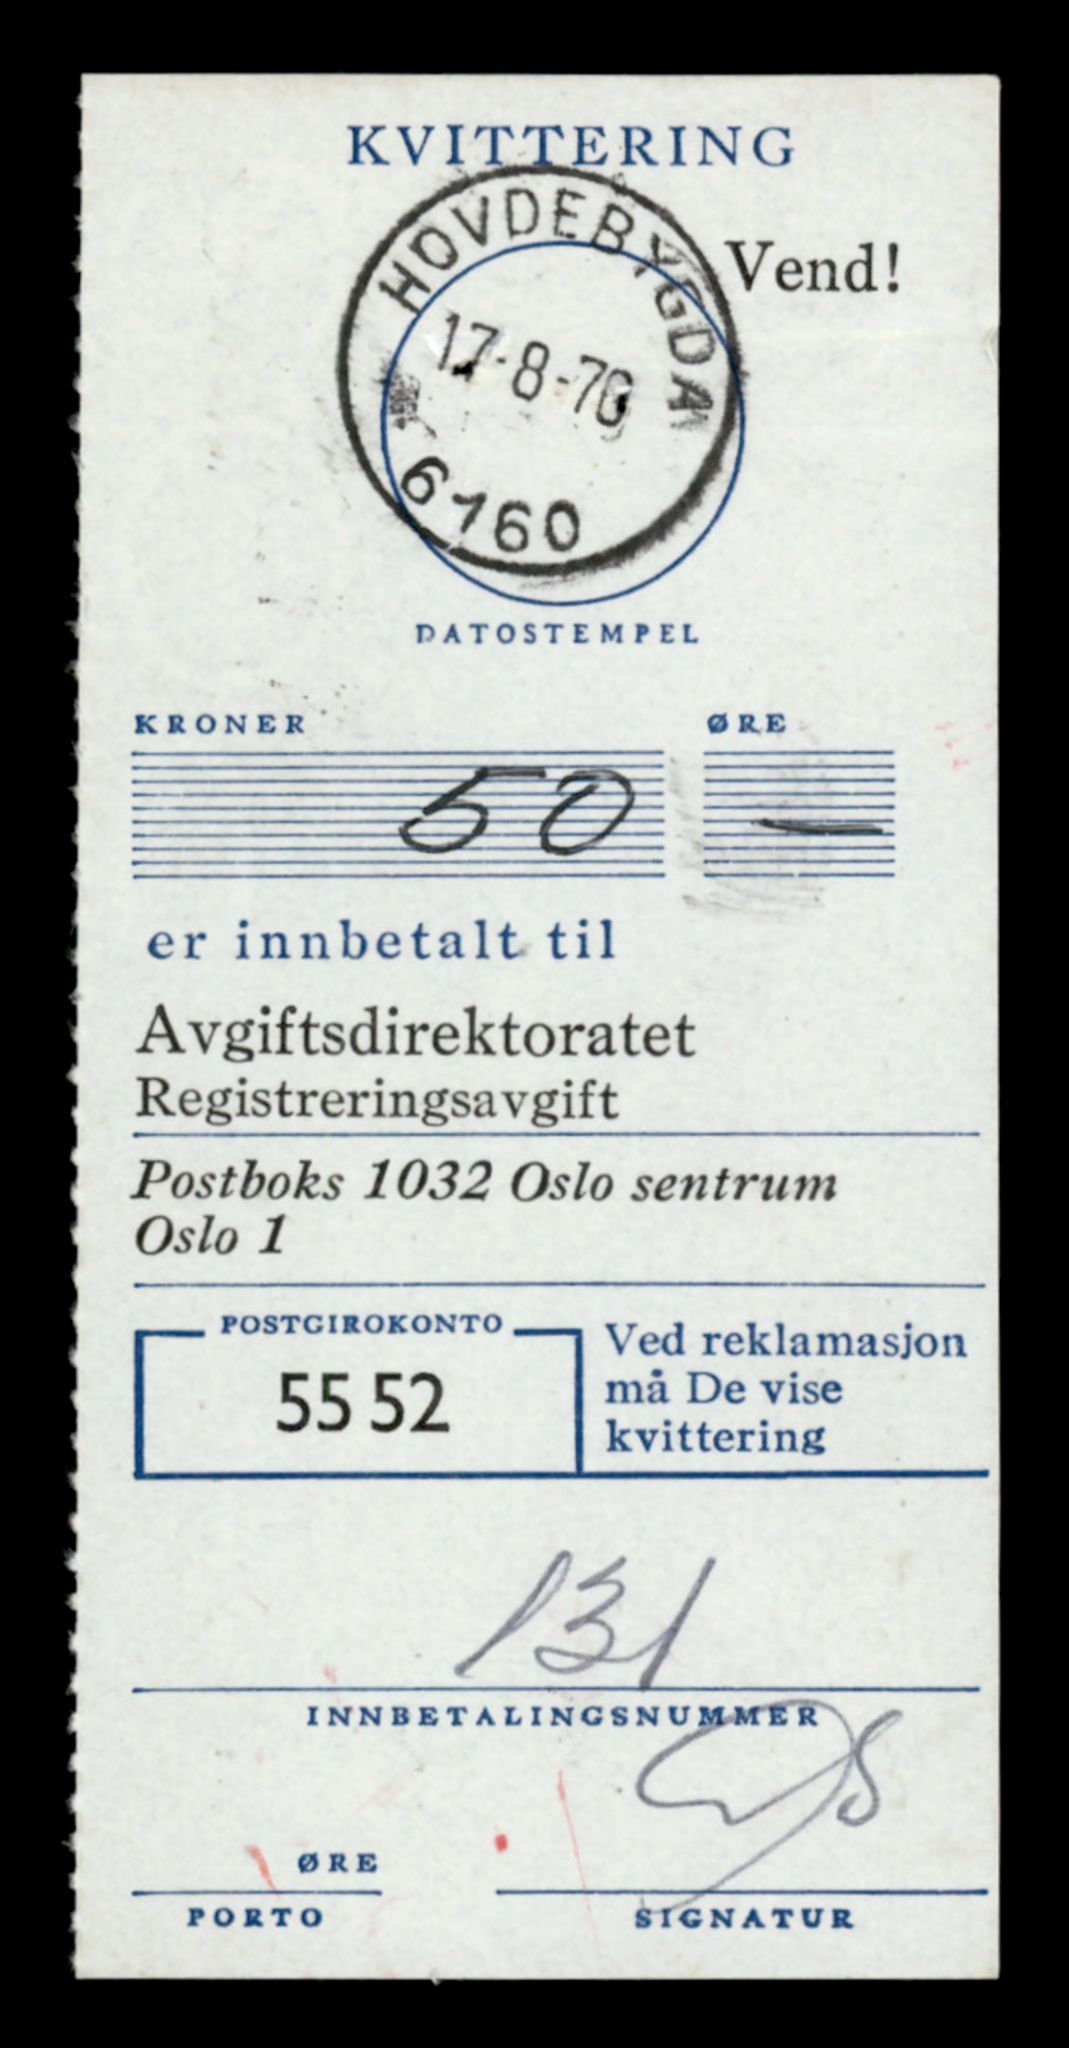 KVITTERING
HOVDEBYGDA
Vend!
17-8-70
6160
DATOSTEMPEL
KRONER ØRE
50 —
er innbetalt til
Avgiftsdirektoratet
Registreringsavgift
Postboks 1032 Oslo sentrum
Oslo 1
POSTGIROKONTO
55 52
Ved reklamasjon
må De vise
kvittering
131
INNBETALINGSNUMMER
ØRE
PORTO
SIGNATUR